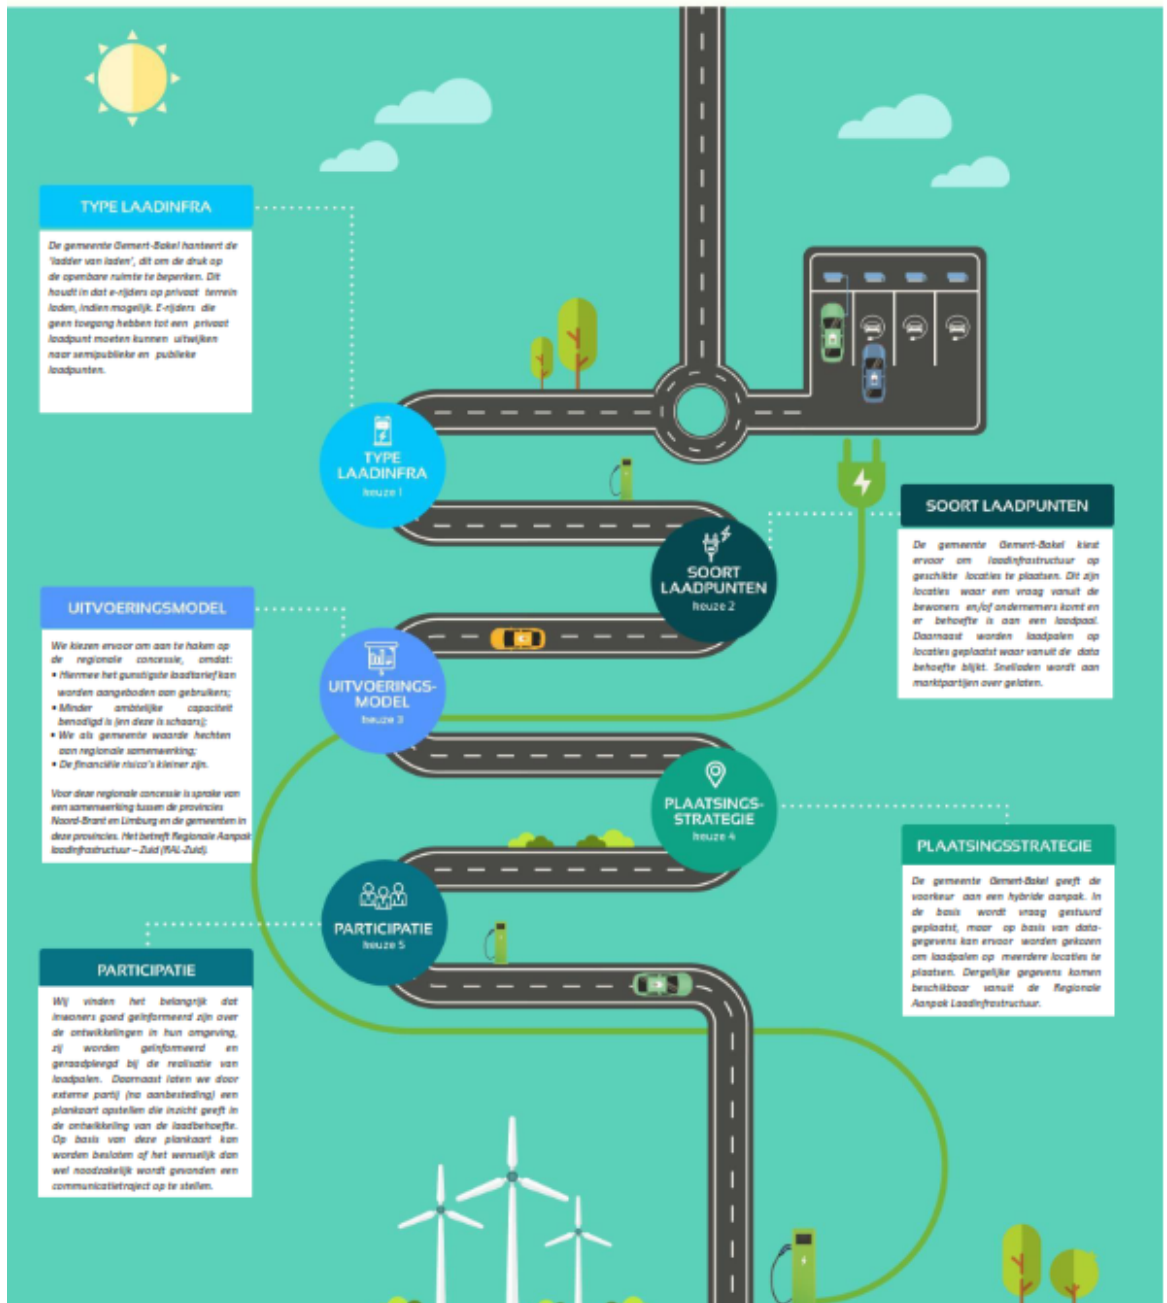 TYPE LAADINFRA
De gemeente Gemert-Bakel hanteert de
'ladder van laden', dit om de druk op
de openbare ruimte te beperken. Dit
houdt in dat e-rijders op privaat terrein
laden, indien mogelijk. E-rijders die
geen toegang hebben tot een privaat
laadpunt moeten kunnen uitwijken
naar semipublieke en publieke
laadpunten.
TYPE
LAADINFRA
keuze 1
SOORT
LAADPUNTEN
keuze 2
SOORT LAADPUNTEN
De gemeente Gemert-Bakel kiest
ervoor om laadinfrastructuur op
geschikte locaties te plaatsen. Dit zijn
locaties waar een vraag vanuit de
bewoners en/of ondernemers komt en
er behoefte is aan een laadpaal.
Daarnaast worden laadpalen op
locaties geplaatst waar vanuit de data
behoefte blijkt. Snelladen wordt aan
marktpartijen over gelaten.
UITVOERINGSMODEL
We kiezen ervoor om aan te haken op
de regionale concessie, omdat:
• Hiermee het gunstigste laadtarief kan
worden aangeboden aan gebruikers;
• Minder ambtelijke capaciteit
benodigd is (en deze is schaars);
• We als gemeente waarde hechten
aan regionale samenwerking;
• De financiële risico's kleiner zijn.
Voor deze regionale concessie is sprake van
een samenwerking tussen de provincies
Noord-Brant en Limburg en de gemeenten in
deze provincies. Het betreft Regionale Aanpak
laadinfrastructuur – Zuid (RAL-Zuid).
UITVOERINGS-
MODEL
keuze 3
PLAATSINGS-
STRATEGIE
keuze 4
PLAATSINGSSTRATEGIE
De gemeente Gemert-Bakel geeft de
voorkeur aan een hybride aanpak. In
de basis wordt vraag gestuurd
geplaatst, maar op basis van data-
gegevens kan ervoor worden gekozen
om laadpalen op meerdere locaties te
plaatsen. Dergelijke gegevens komen
beschikbaar vanuit de Regionale
Aanpak Laadinfrastructuur.
PARTICIPATIE
keuze 5
PARTICIPATIE
Wij vinden het belangrijk dat
inwoners goed geïnformeerd zijn over
de ontwikkelingen in hun omgeving,
zij worden geïnformeerd en
geraadpleegd bij de realisatie van
laadpalen. Daarnaast laten we door
externe partij (na aanbesteding) een
plankaart opstellen die inzicht geeft in
de ontwikkeling van de laadbehoefte.
Op basis van deze plankaart kan
worden besloten of het wenselijk dan
wel noodzakelijk wordt gevonden een
communicatietraject op te stellen.